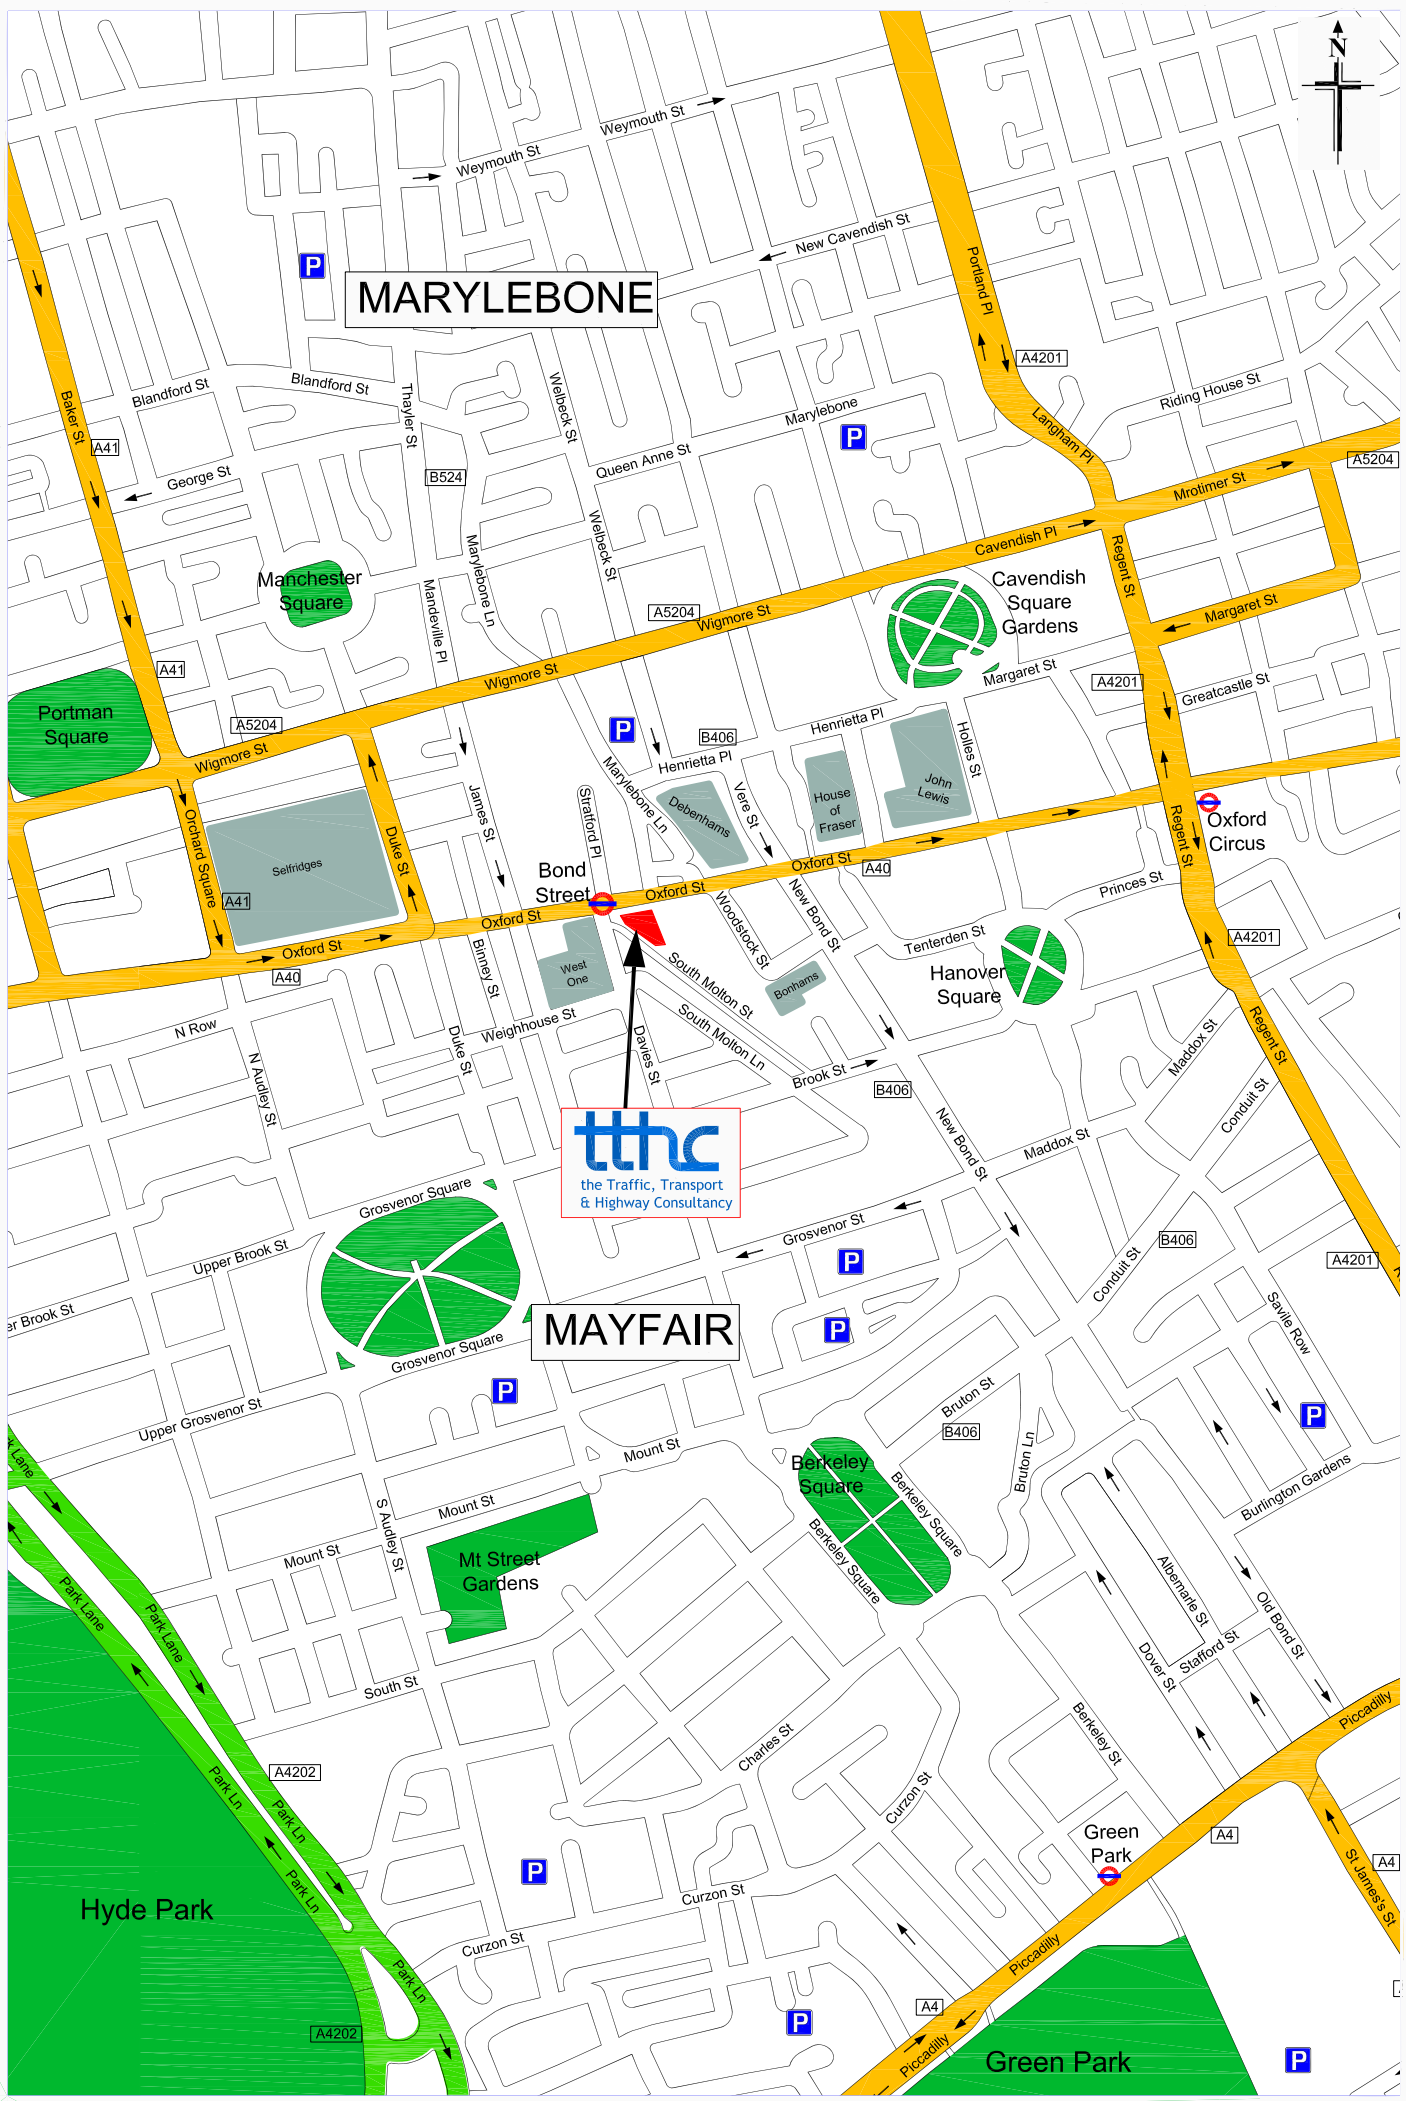 N
Weymouth St
Weymouth St
P
New Cavendish St
Portland Pl
MARYLEBONE
A4201
Baker St
Blandford St
Blandford St
Thayler St
Welbeck St
Marylebone
P
Langham Pl
Riding House St
A41
George St
B524
Queen Anne St
A5204
Mrotimer St
Welbeck St
Marylebone Ln
Mandeville Pl
Cavendish Pl
Regent St
Manchester
Square
A5204
Wigmore St
Cavendish
Square
Gardens
Margaret St
A41
Wigmore St
Margaret St
A4201
Greatcastle St
Portman
Square
A5204
Wigmore St
P
B406
Henrietta Pl
Henrietta Pl
Holles St
Marylebone Ln
Stratford Pl
James St
Debenhams
Vere St
House
of
Fraser
John
Lewis
Orchard Square
Selfridges
Duke St
Regent St
Oxford
Circus
Bond
Street
Oxford St
Oxford St
A40
Princes St
A41
Oxford St
Oxford St
A40
Binney St
West
One
Woodstock St
New Bond St
Tenterden St
A4201
Hanover
Square
Bonhams
South Molton St
South Molton Ln
N Row
Weighhouse St
Duke St
Davies St
N Audley St
Brook St
B406
Maddox St
Regent St
Conduit St
tthc
the Traffic, Transport
& Highway Consultancy
New Bond St
Maddox St
Grosvenor Square
Grosvenor St
Upper Brook St
P
B406
Conduit St
A4201
er Brook St
MAYFAIR
P
Savile Row
Grosvenor Square
P
Upper Grosvenor St
Bruton St
B406
P
k Lane
Mount St
Berkeley
Square
Bruton Ln
Berkeley Square
Berkeley Square
Burlington Gardens
Mount St
S Audley St
Mount St
Mt Street
Gardens
Park Lane
Park Lane
Albemarle St
Old Bond St
Stafford St
Dover St
South St
Piccadilly
Charles St
Berkeley St
A4202
Park Ln
Park Ln
Curzon St
Green
Park
A4
A4
St James's St
P
Park Ln
Hyde Park
Curzon St
Curzon St
Piccadilly
Park Ln
A4
P
A4202
Piccadilly
Green Park
P